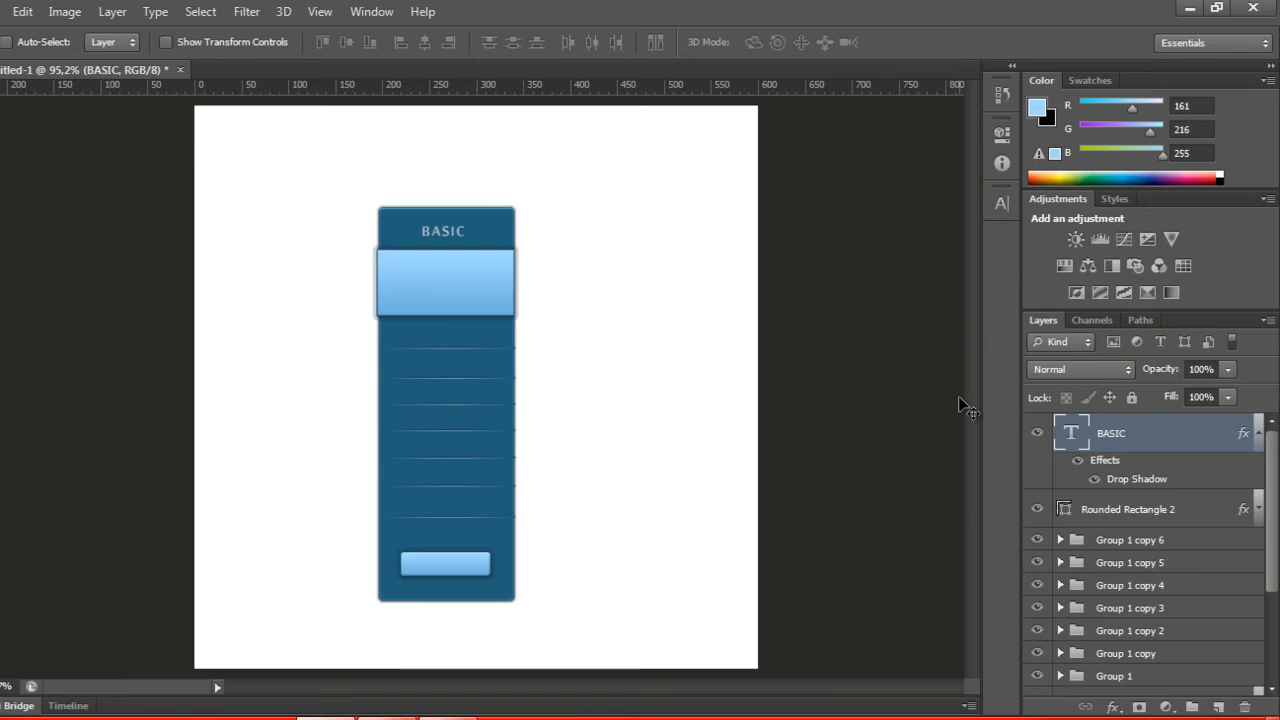 Edit Image Layer Type Select Filter 3D View Window Help
Auto-Select: Layer Show Transform Controls 3D Mode: Essentials
itled-1 @ 95,2% (BASIC, RGB/8) * ×
200 0 50 100 150 200 250 300 350 400 450 500 550 600 650 700 750 800
Color Swatches
R 161
G 216
B 255
Adjustments Styles
Add an adjustment
BASIC
Layers Channels Paths
Kind
Normal Opacity: 100%
Lock: Fill: 100%
T BASIC fx
Effects
Drop Shadow
Rounded Rectangle 2 fx
Group 1 copy 6
Group 1 copy 5
Group 1 copy 4
Group 1 copy 3
Group 1 copy 2
Group 1 copy
Group 1
7%
Bridge Timeline
fx